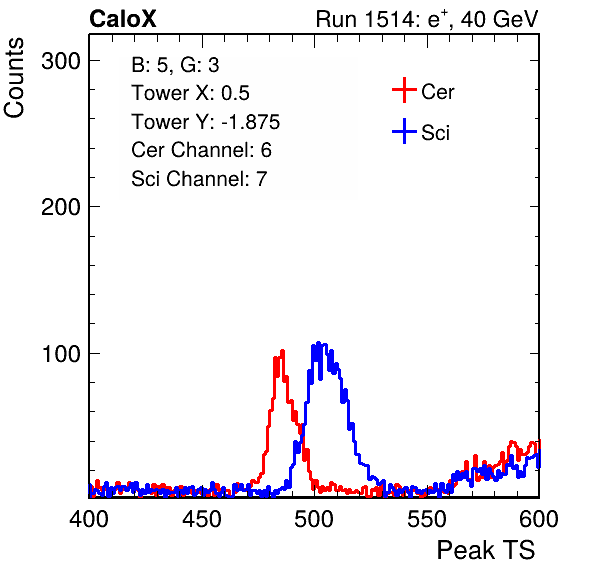 CaloX Run 1514: e⁺, 40 GeV
Counts
B: 5, G: 3
Tower X: 0.5
Tower Y: -1.875
Cer Channel: 6
Sci Channel: 7
Cer
Sci
300
200
100
400 450 500 550 600
Peak TS